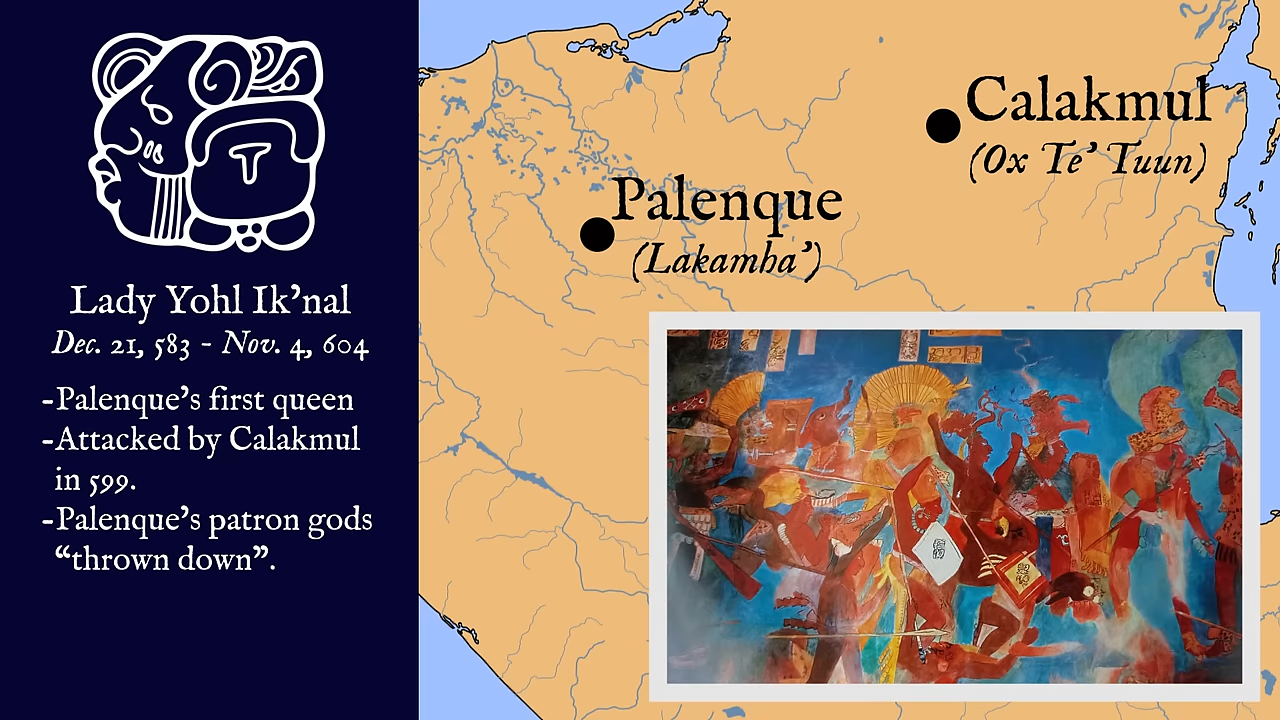 Lady Yohl Ik’nal
Dec. 21, 583 - Nov. 4, 604
-Palenque’s first queen
-Attacked by Calakmul
in 599.
-Palenque’s patron gods
“thrown down”.
Calakmul
(Ox Te’ Tuun)
Palenque
(Lakamha’)